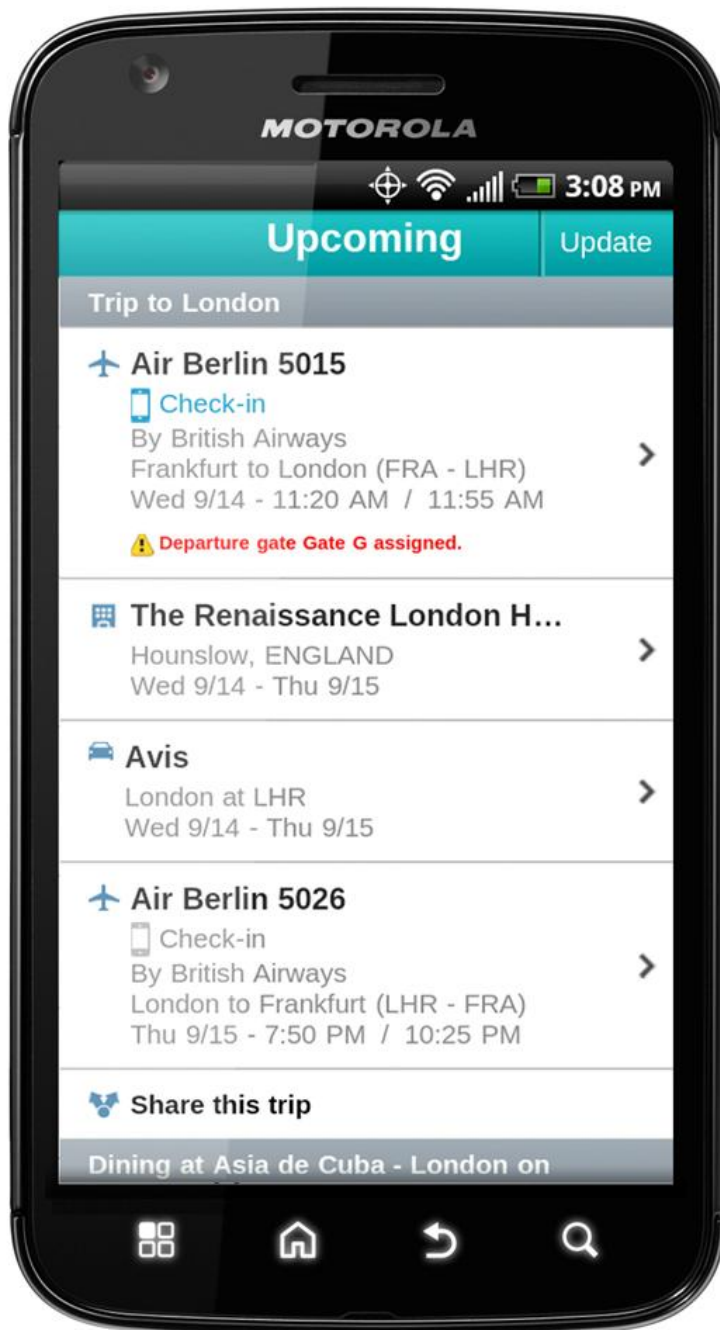 MOTOROLA
3:08 PM
Upcoming
Update
Trip to London
Air Berlin 5015
Check-in
By British Airways
Frankfurt to London (FRA - LHR)
Wed 9/14 - 11:20 AM / 11:55 AM
Departure gate Gate G assigned.
The Renaissance London H...
Hounslow, ENGLAND
Wed 9/14 - Thu 9/15
Avis
London at LHR
Wed 9/14 - Thu 9/15
Air Berlin 5026
Check-in
By British Airways
London to Frankfurt (LHR - FRA)
Thu 9/15 - 7:50 PM / 10:25 PM
Share this trip
Dining at Asia de Cuba - London on